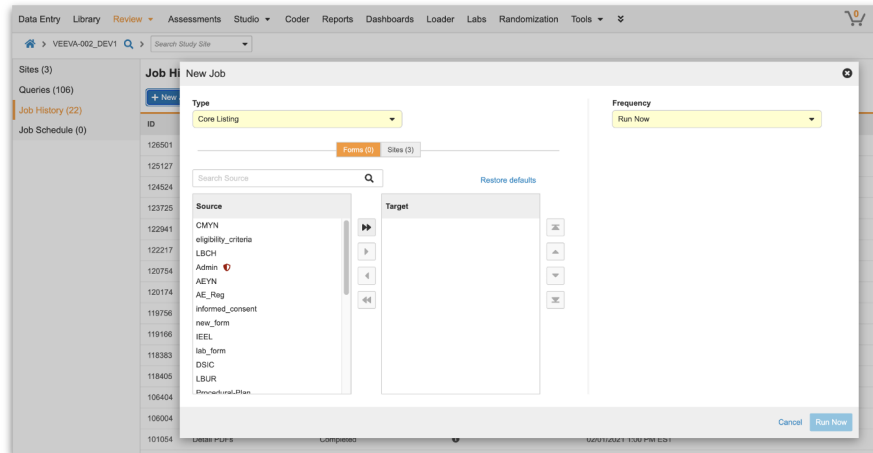 Data Entry Library Review Assessments Studio Coder Reports Dashboards Loader Labs Randomization Tools
0
> VEEVA-002_DEV1 > Search Study Site
Sites (3)
Queries (106)
Job History (22)
Job Schedule (0)
Job Hi
+ New
ID
126501
125127
124524
123725
122941
122217
120754
120174
119756
119166
118383
118405
106404
106004
101054 Detail PDFs Completed 02/01/2021 1:00 PM EST
New Job
Type
Core Listing
Frequency
Run Now
Forms (0) Sites (3)
Search Source
Restore defaults
Source
Target
CMYN
eligibility_criteria
LBCH
Admin
AEYN
AE_Reg
informed_consent
new_form
IEEL
lab_form
DSIC
LBUR
Procedural-Plan
Cancel Run Now